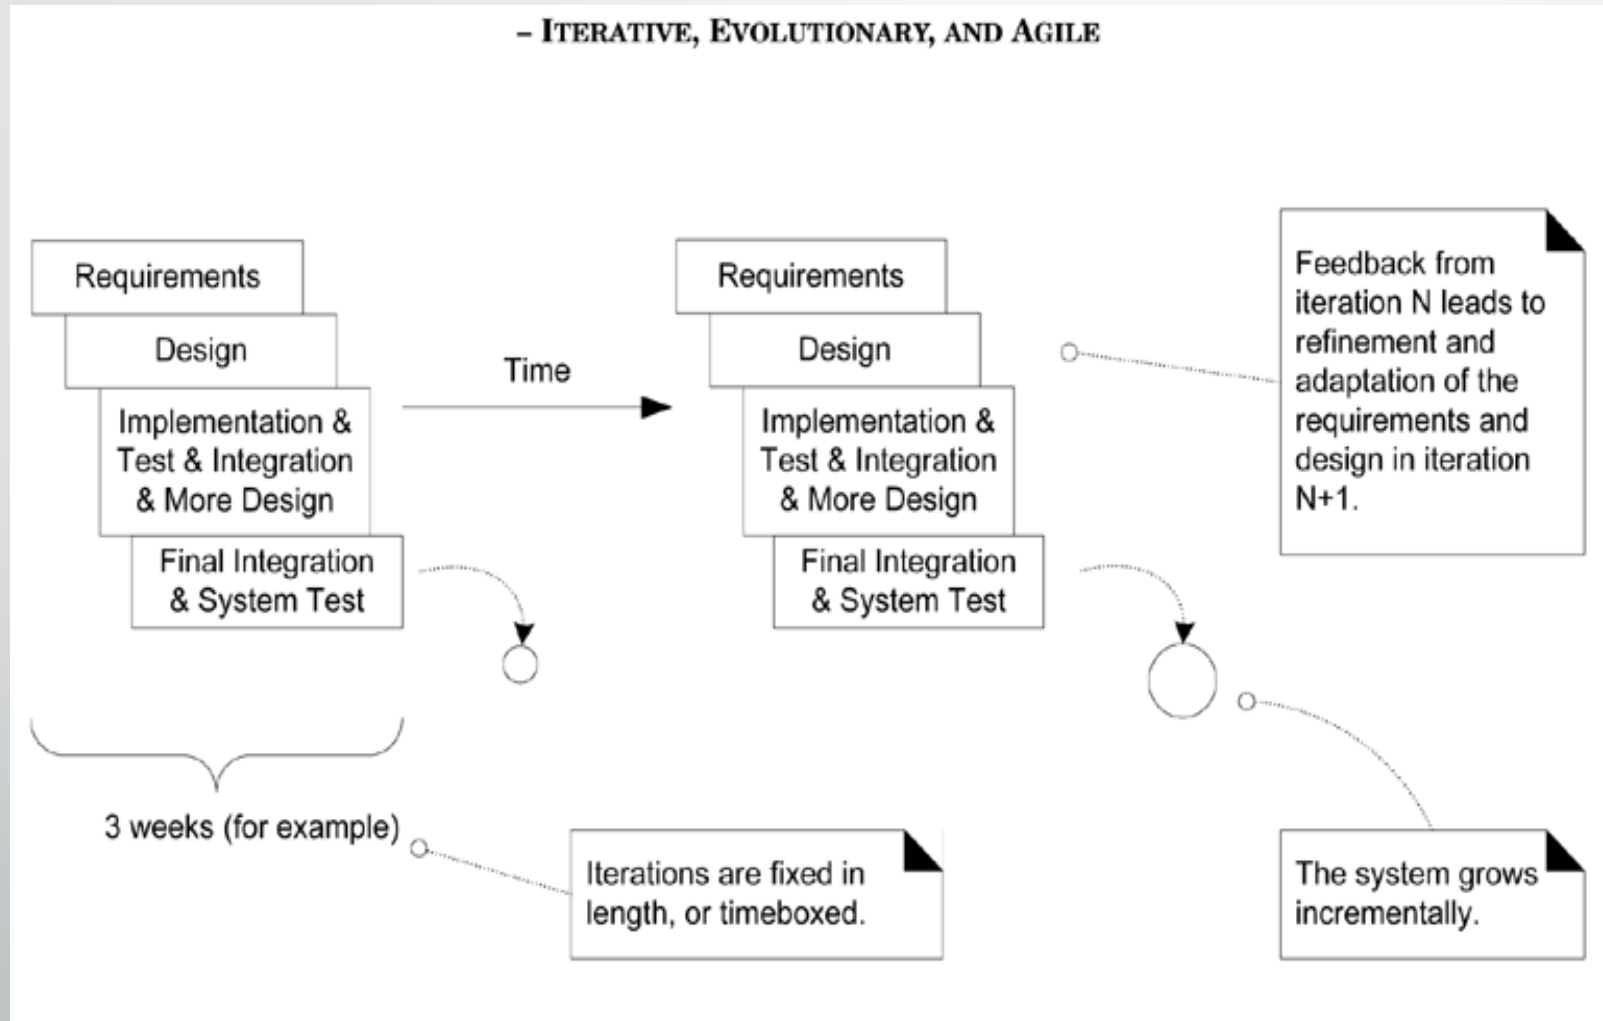 – ITERATIVE, EVOLUTIONARY, AND AGILE
Requirements
Design
Implementation &
Test & Integration
& More Design
Final Integration
& System Test
Time
Requirements
Design
Implementation &
Test & Integration
& More Design
Final Integration
& System Test
Feedback from
iteration N leads to
refinement and
adaptation of the
requirements and
design in iteration
N+1.
3 weeks (for example)
Iterations are fixed in
length, or timeboxed.
The system grows
incrementally.